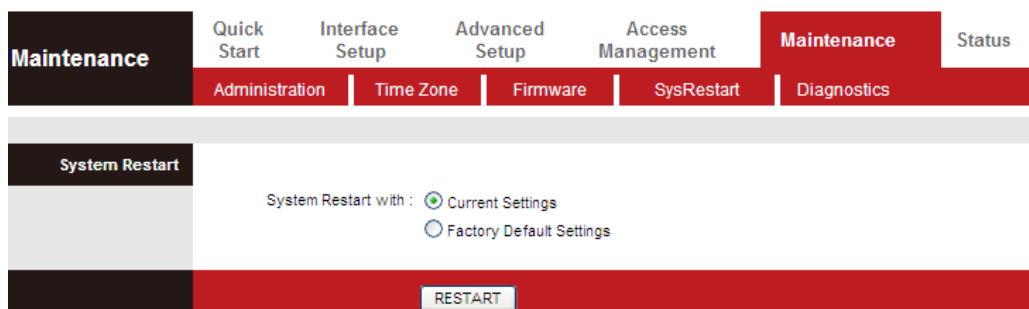 Maintenance
Quick Start
Interface Setup
Advanced Setup
Access Management
Maintenance
Status
Administration
Time Zone
Firmware
SysRestart
Diagnostics
System Restart
System Restart with : Current Settings
Factory Default Settings
RESTART